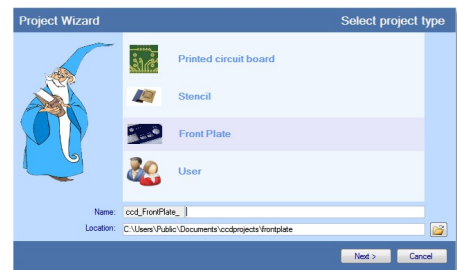 Project Wizard Select project type
Printed circuit board
Stencil
Front Plate
User
Name: ccd_FrontPlate_
Location: C:\Users\Public\Documents\ccdprojects\frontplate
Next > Cancel